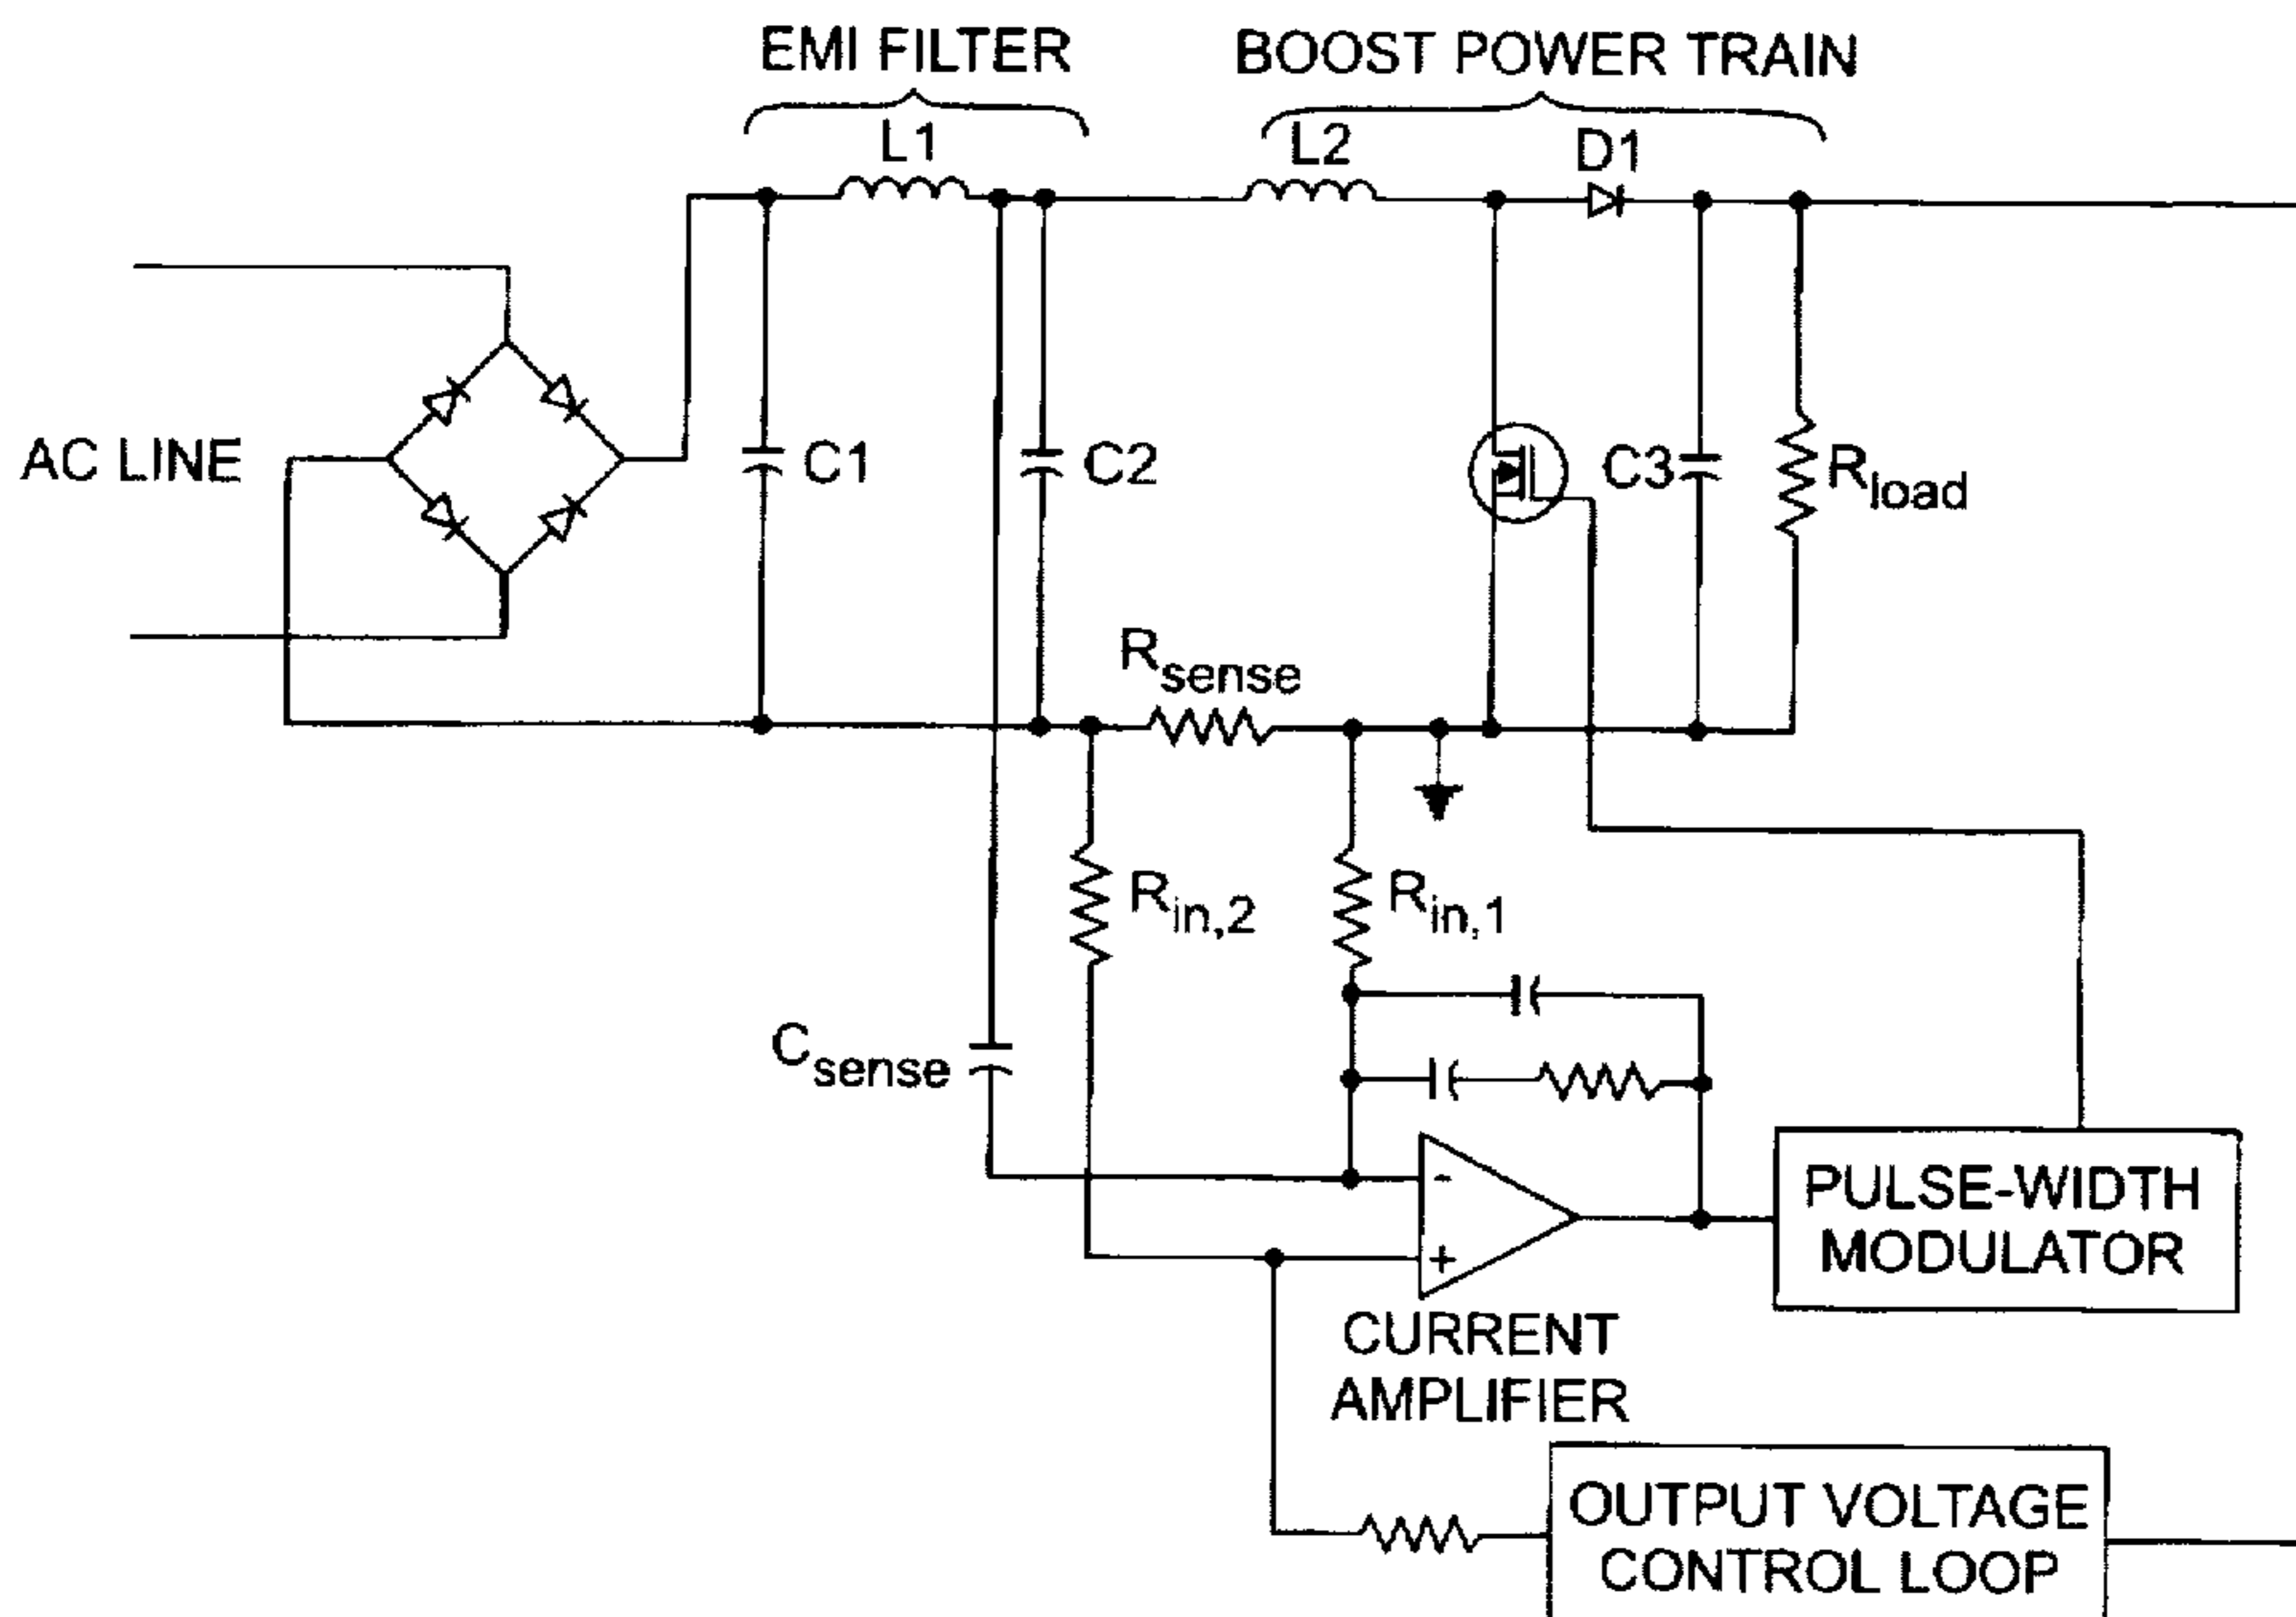 EMI FILTER
BOOST POWER TRAIN
L1
L2
D1
AC LINE
C1
C2
C3
Rload
Rsense
Rin,2
Rin,1
Csense
-
+
CURRENT
AMPLIFIER
PULSE-WIDTH
MODULATOR
OUTPUT VOLTAGE
CONTROL LOOP